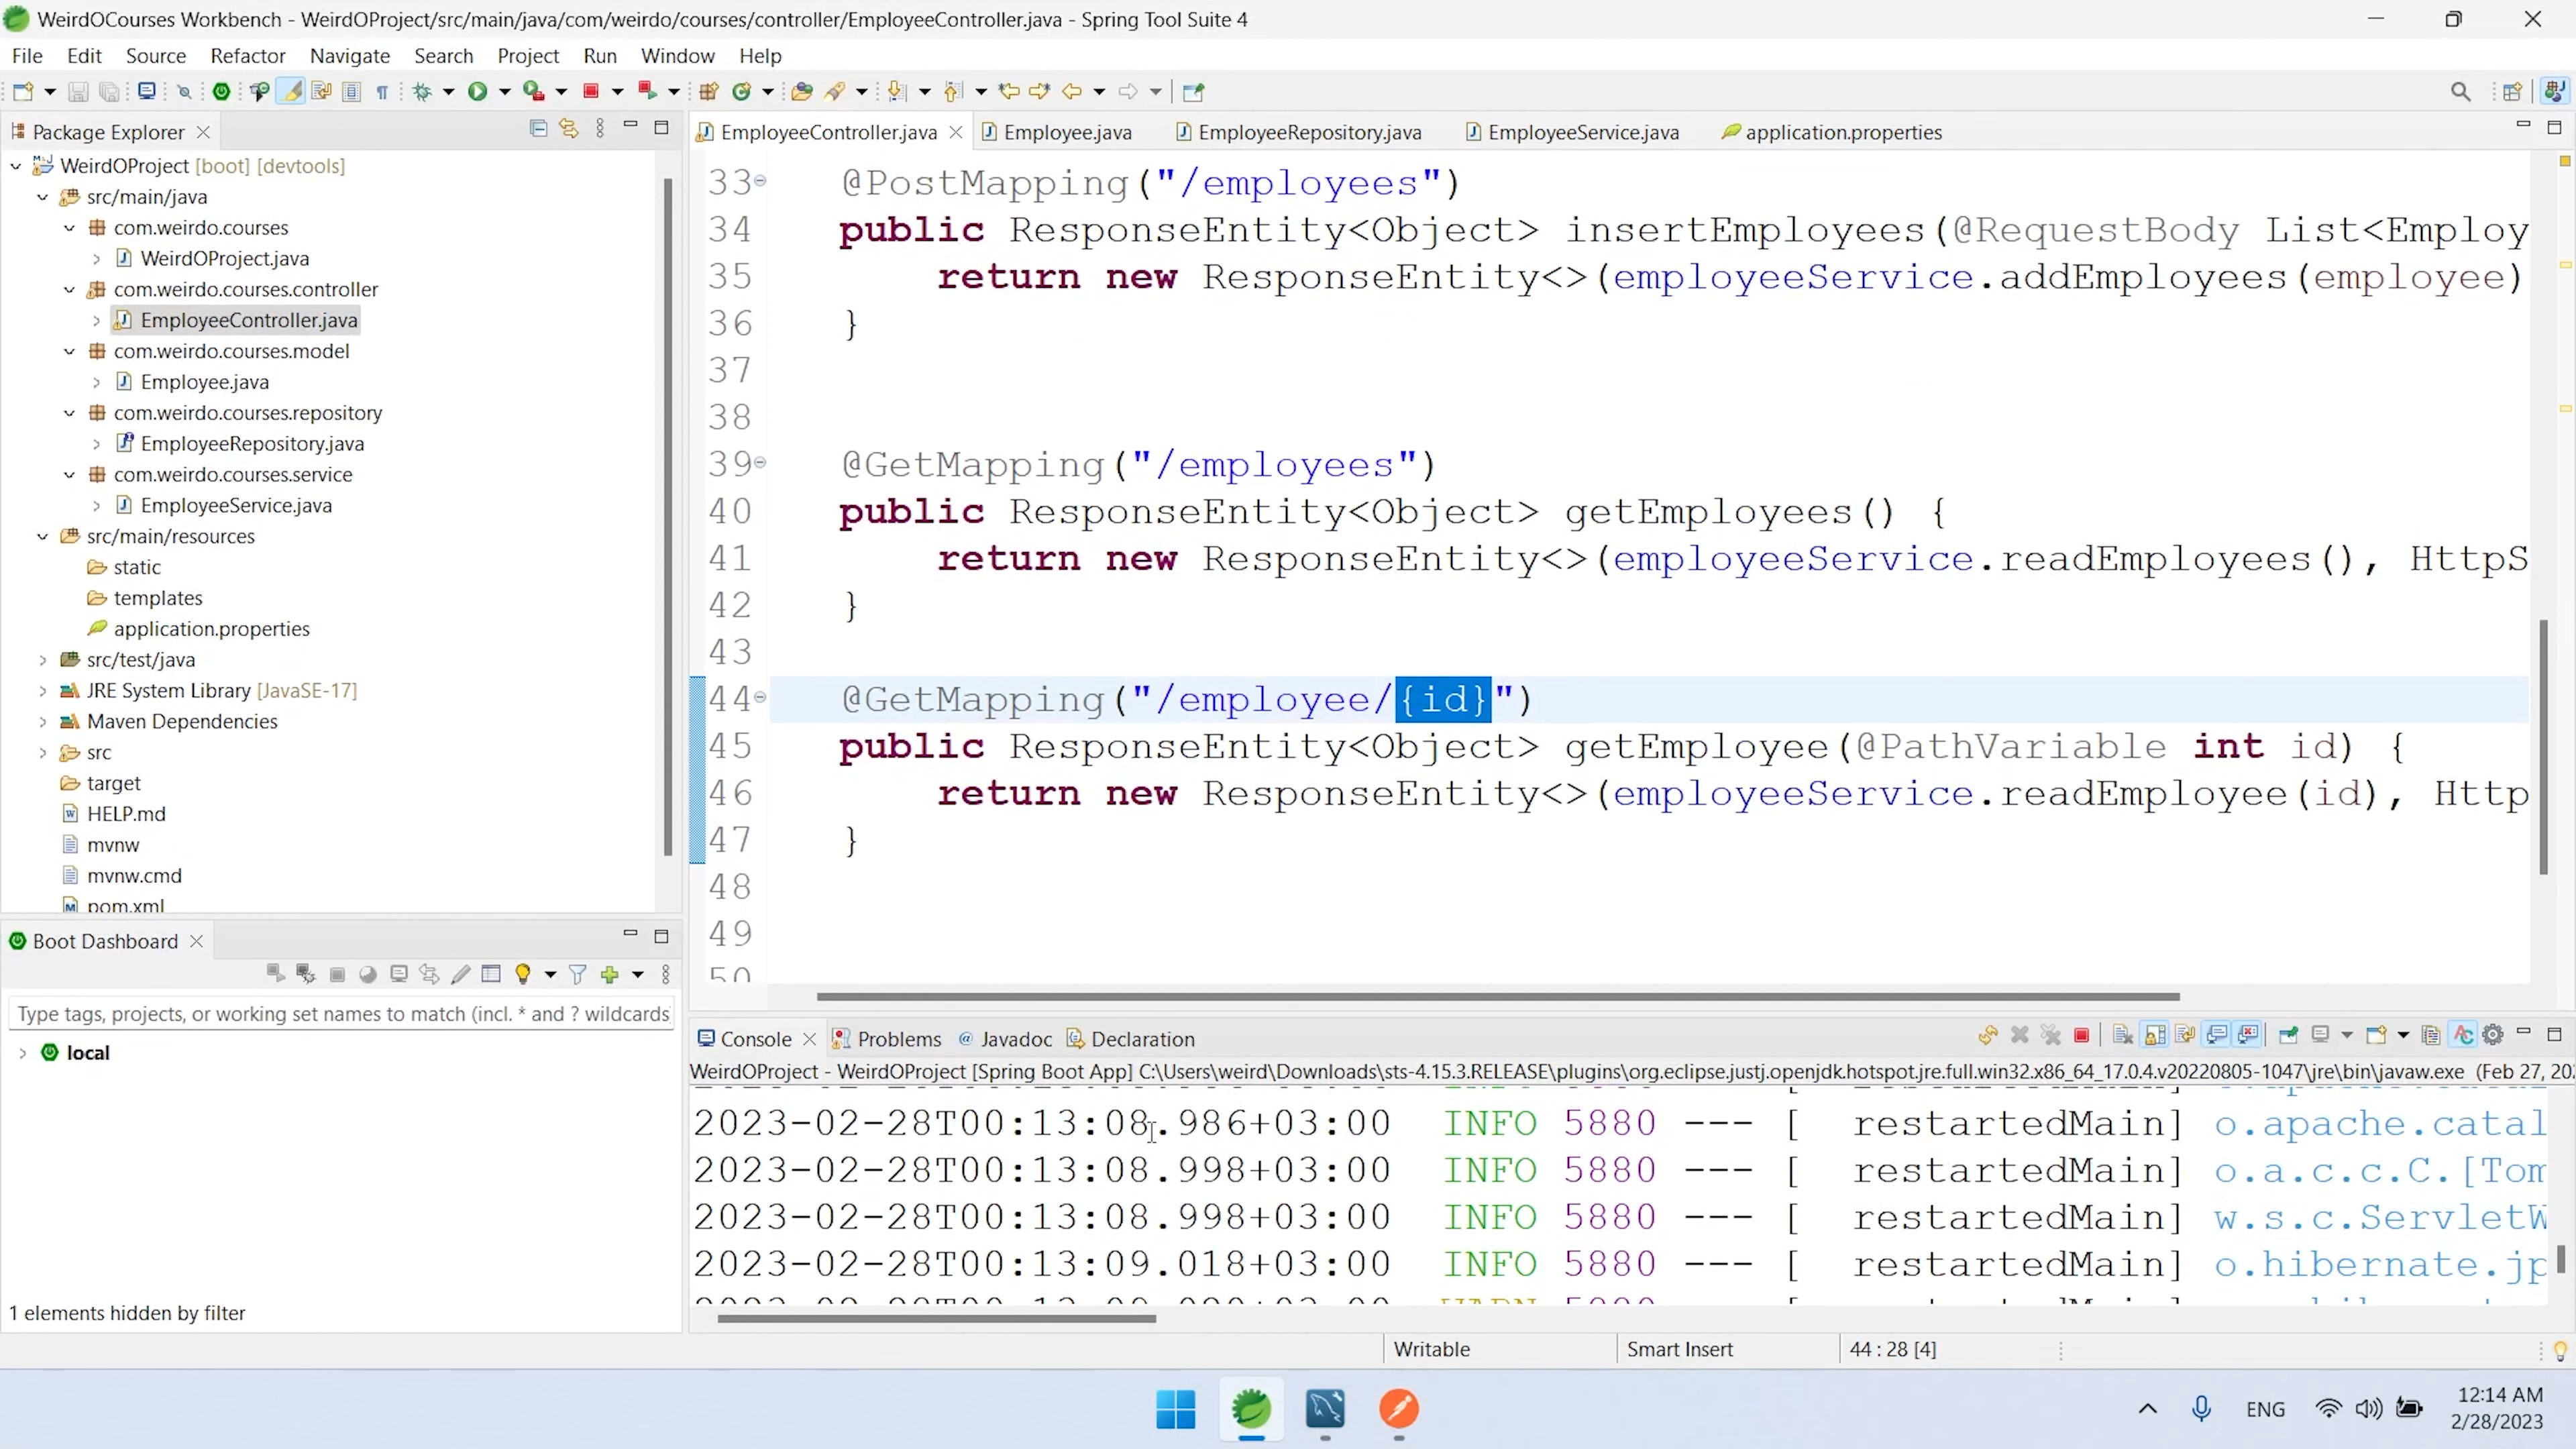 WeirdOCourses Workbench - WeirdOProject/src/main/java/com/weirdo/courses/controller/EmployeeController.java - Spring Tool Suite 4
File Edit Source Refactor Navigate Search Project Run Window Help
Package Explorer
WeirdOProject [boot] [devtools]
src/main/java
com.weirdo.courses
WeirdOProject.java
com.weirdo.courses.controller
EmployeeController.java
com.weirdo.courses.model
Employee.java
com.weirdo.courses.repository
EmployeeRepository.java
com.weirdo.courses.service
EmployeeService.java
src/main/resources
static
templates
application.properties
src/test/java
JRE System Library [JavaSE-17]
Maven Dependencies
src
target
HELP.md
mvnw
mvnw.cmd
pom.xml
Boot Dashboard
Type tags, projects, or working set names to match (incl. * and ? wildcards
local
1 elements hidden by filter
EmployeeController.java Employee.java EmployeeRepository.java EmployeeService.java application.properties
33 @PostMapping("/employees")
34 public ResponseEntity<Object> insertEmployees(@RequestBody List<Employ
35 return new ResponseEntity<>(employeeService.addEmployees(employee)
36 }
37
38
39 @GetMapping("/employees")
40 public ResponseEntity<Object> getEmployees() {
41 return new ResponseEntity<>(employeeService.readEmployees(), HttpS
42 }
43
44 @GetMapping("/employee/{id}")
45 public ResponseEntity<Object> getEmployee(@PathVariable int id) {
46 return new ResponseEntity<>(employeeService.readEmployee(id), Http
47 }
48
49
50
Console Problems @ Javadoc Declaration
WeirdOProject - WeirdOProject [Spring Boot App] C:\Users\weird\Downloads\sts-4.15.3.RELEASE\plugins\org.eclipse.justj.openjdk.hotspot.jre.full.win32.x86_64_17.0.4.v20220805-1047\jre\bin\javaw.exe (Feb 27, 202
2023-02-28T00:13:08.986+03:00 INFO 5880 --- [ restartedMain] o.apache.catal
2023-02-28T00:13:08.998+03:00 INFO 5880 --- [ restartedMain] o.a.c.c.C.[Tom
2023-02-28T00:13:08.998+03:00 INFO 5880 --- [ restartedMain] w.s.c.ServletW
2023-02-28T00:13:09.018+03:00 INFO 5880 --- [ restartedMain] o.hibernate.jp
Writable Smart Insert 44 : 28 [4]
ENG 12:14 AM
2/28/2023